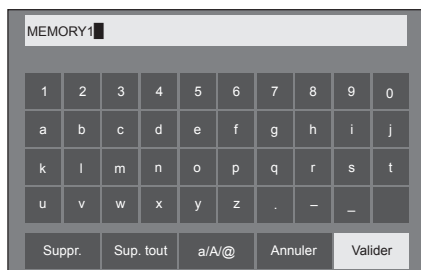 MEMORY1
1 2 3 4 5 6 7 8 9 0
a b c d e f g h i j
k l m n o p q r s t
u v w x y z . – _
Suppr. Sup. tout a/A/@ Annuler Valider